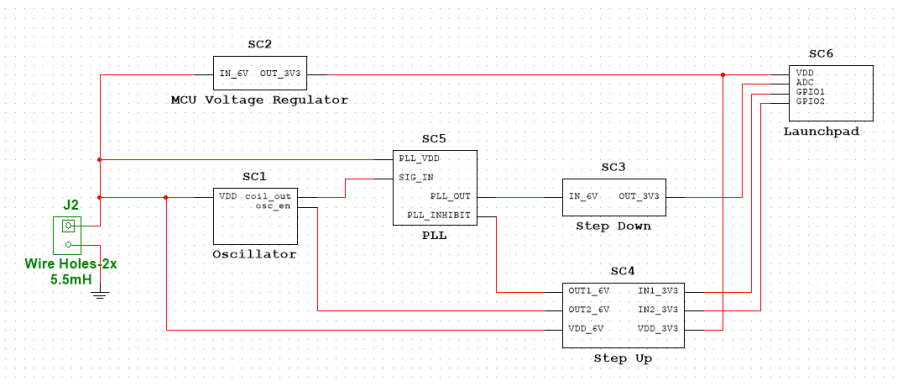 SC2
IN_6V OUT_3V3
MCU Voltage Regulator
SC6
VDD
ADC
GPIO1
GPIO2
Launchpad
SC5
PLL_VDD
SIG_IN
PLL_OUT
PLL_INHIBIT
PLL
SC1
VDD coil_out
osc_en
Oscillator
SC3
IN_6V OUT_3V3
Step Down
J2
Wire Holes-2x
5.5mH
SC4
OUT1_6V IN1_3V3
OUT2_6V IN2_3V3
VDD_6V VDD_3V3
Step Up